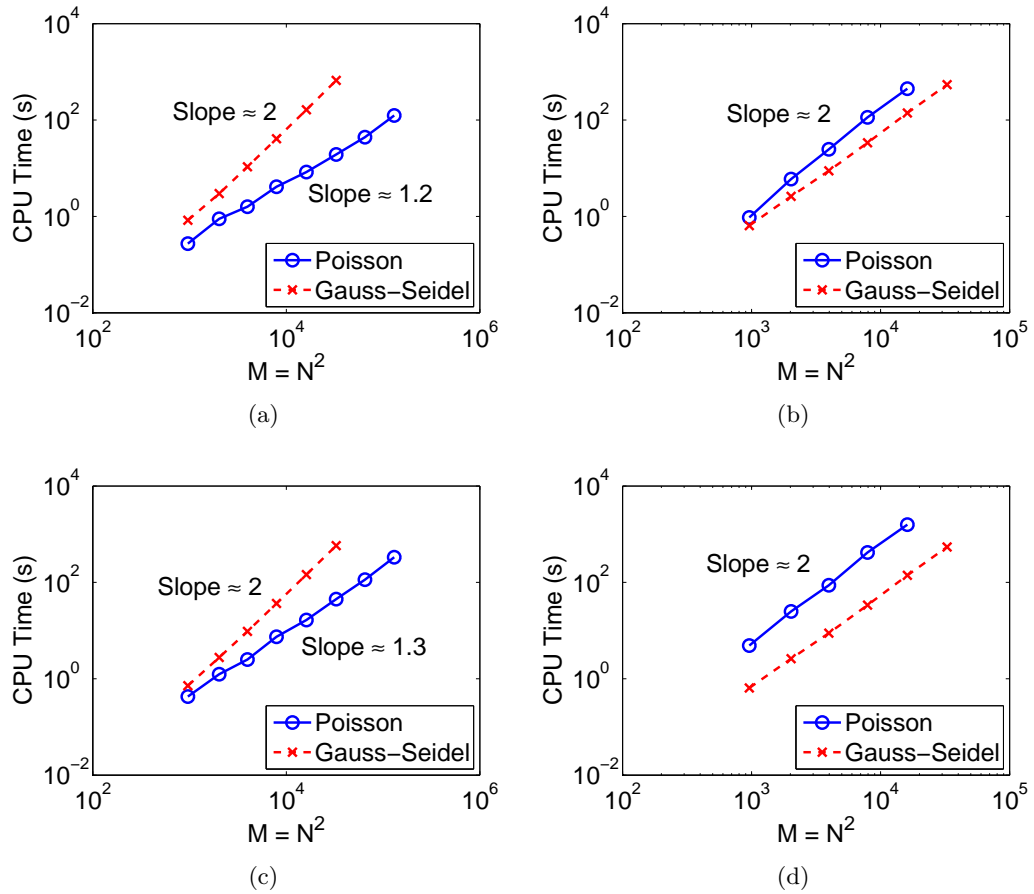 10^4
10^2
10^0
10^−2
CPU Time (s)
Slope ≈ 2
Slope ≈ 1.2
Poisson
Gauss−Seidel
10^2
10^4
10^6
M = N^2
(a)
10^4
10^2
10^0
10^−2
CPU Time (s)
Slope ≈ 2
Poisson
Gauss−Seidel
10^2
10^3
10^4
10^5
M = N^2
(b)
10^4
10^2
10^0
10^−2
CPU Time (s)
Slope ≈ 2
Slope ≈ 1.3
Poisson
Gauss−Seidel
10^2
10^4
10^6
M = N^2
(c)
10^4
10^2
10^0
10^−2
CPU Time (s)
Slope ≈ 2
Poisson
Gauss−Seidel
10^2
10^3
10^4
10^5
M = N^2
(d)